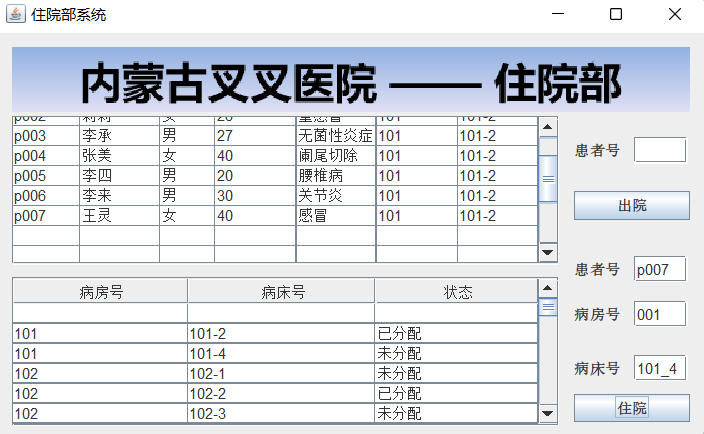 住院部系统
内蒙古叉叉医院 —— 住院部
p003 李承 男 27 无菌性炎症 101 101-2
p004 张美 女 40 阑尾切除 101 101-2
p005 李四 男 20 腰椎病 101 101-2
p006 李来 男 30 关节炎 101 101-2
p007 王灵 女 40 感冒 101 101-2
患者号
出院
病房号 病床号 状态
101 101-2 已分配
101 101-4 未分配
102 102-1 未分配
102 102-2 已分配
102 102-3 未分配
患者号 p007
病房号 001
病床号 101_4
住院